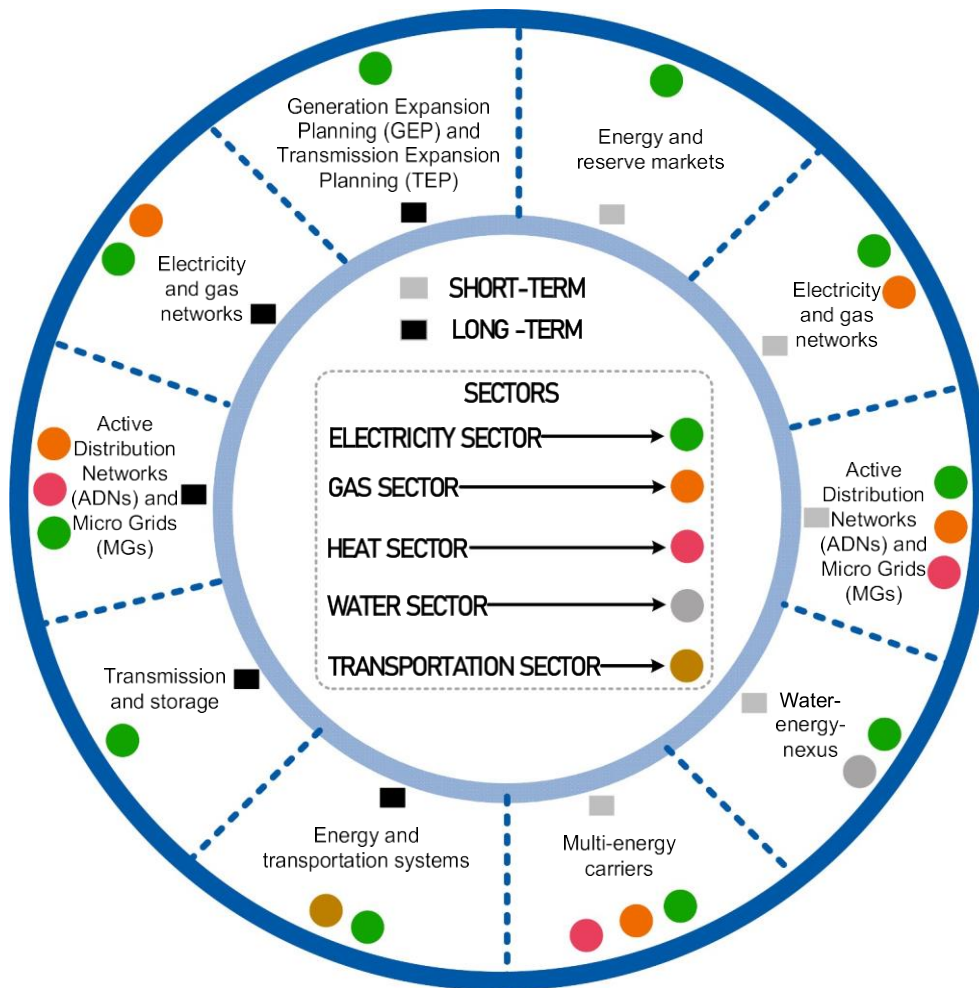 Generation Expansion
Planning (GEP) and
Transmission Expansion
Planning (TEP)
Energy and
reserve markets
Electricity
and gas
networks
Electricity
and gas
networks
SHORT-TERM
LONG -TERM
SECTORS
ELECTRICITY SECTOR
GAS SECTOR
HEAT SECTOR
WATER SECTOR
TRANSPORTATION SECTOR
Active
Distribution
Networks
(ADNs) and
Micro Grids
(MGs)
Active
Distribution
Networks
(ADNs) and
Micro Grids
(MGs)
Transmission
and storage
Water-
energy-
nexus
Energy and
transportation systems
Multi-energy
carriers